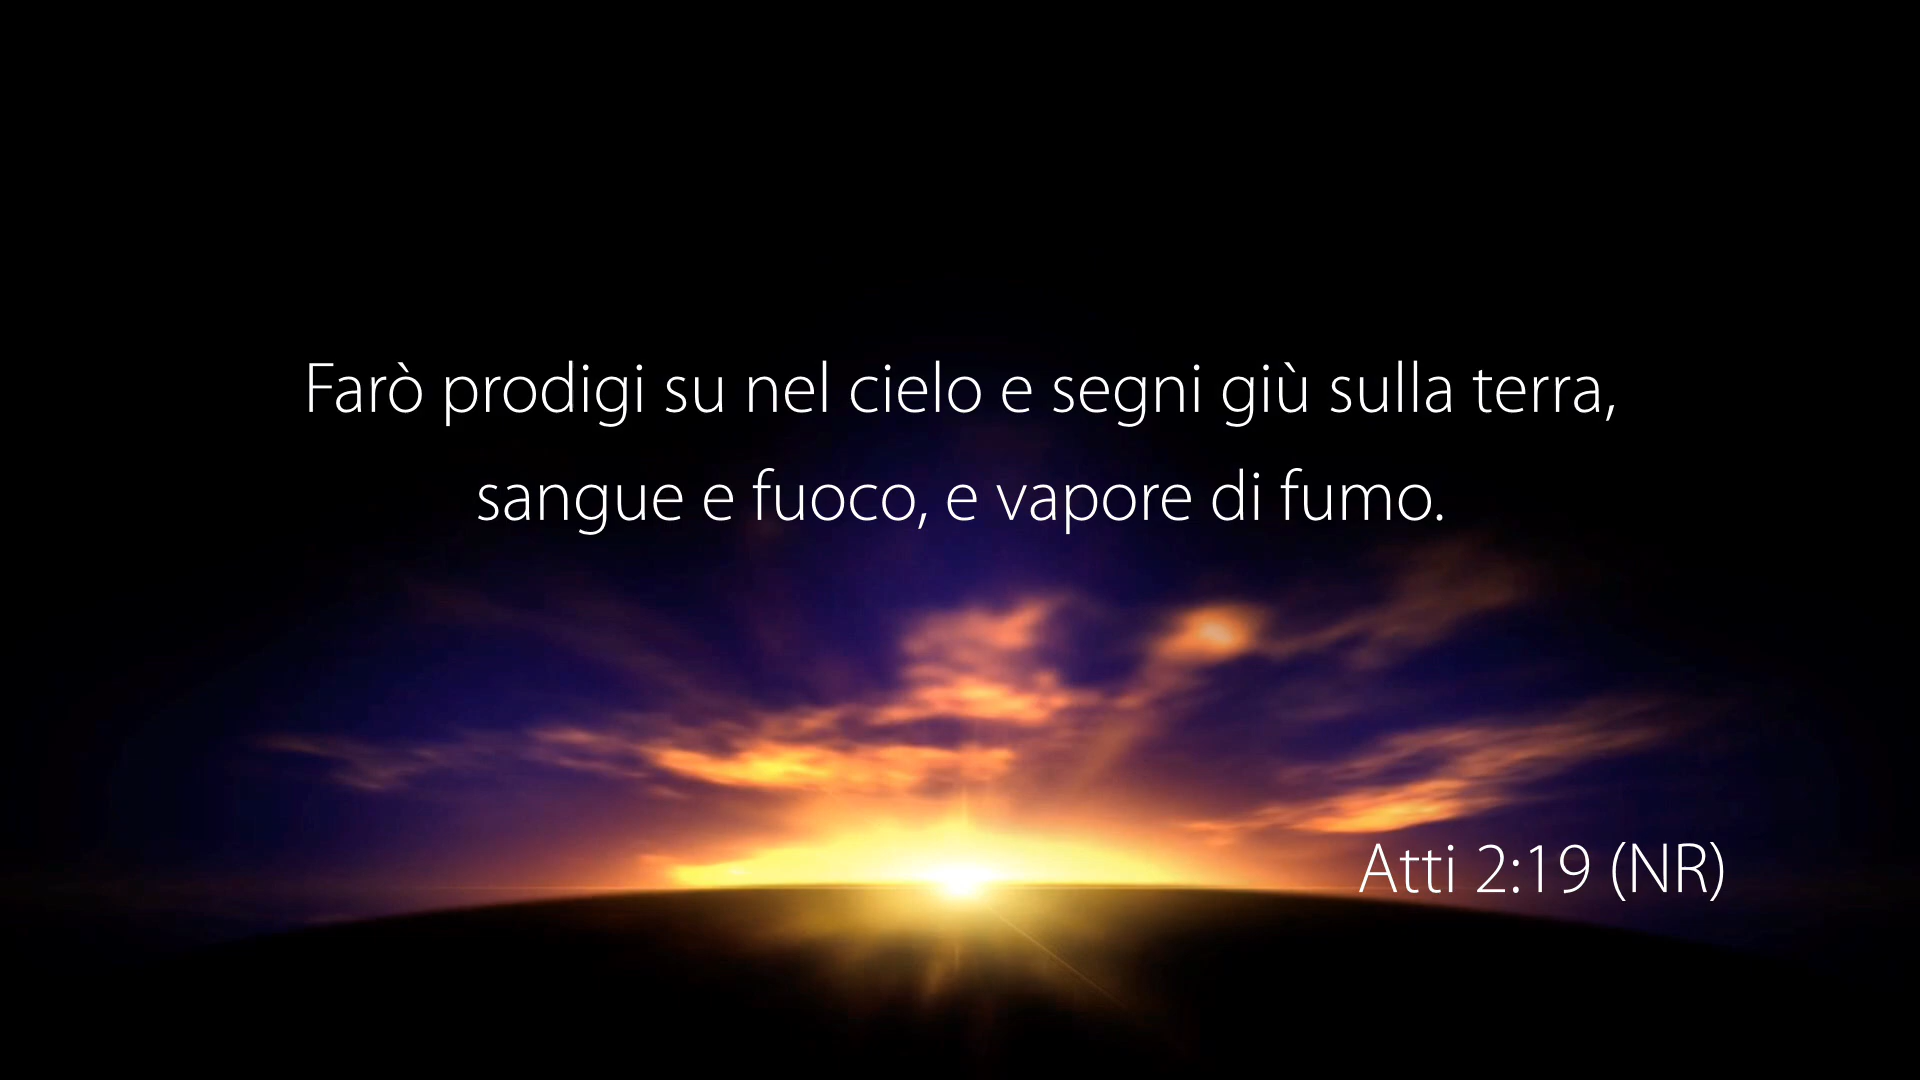 Farò prodigi su nel cielo e segni giù sulla terra,
sangue e fuoco, e vapore di fumo.
Atti 2:19 (NR)